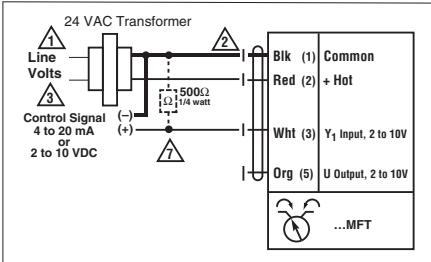 24 VAC Transformer
1
Line
Volts
2
Blk (1) Common
Red (2) + Hot
3
Control Signal
4 to 20 mA
or
2 to 10 VDC
(–)
(+)
Ω
500Ω
1/4 watt
7
Wht (3) Y1 Input, 2 to 10V
Org (5) U Output, 2 to 10V
...MFT